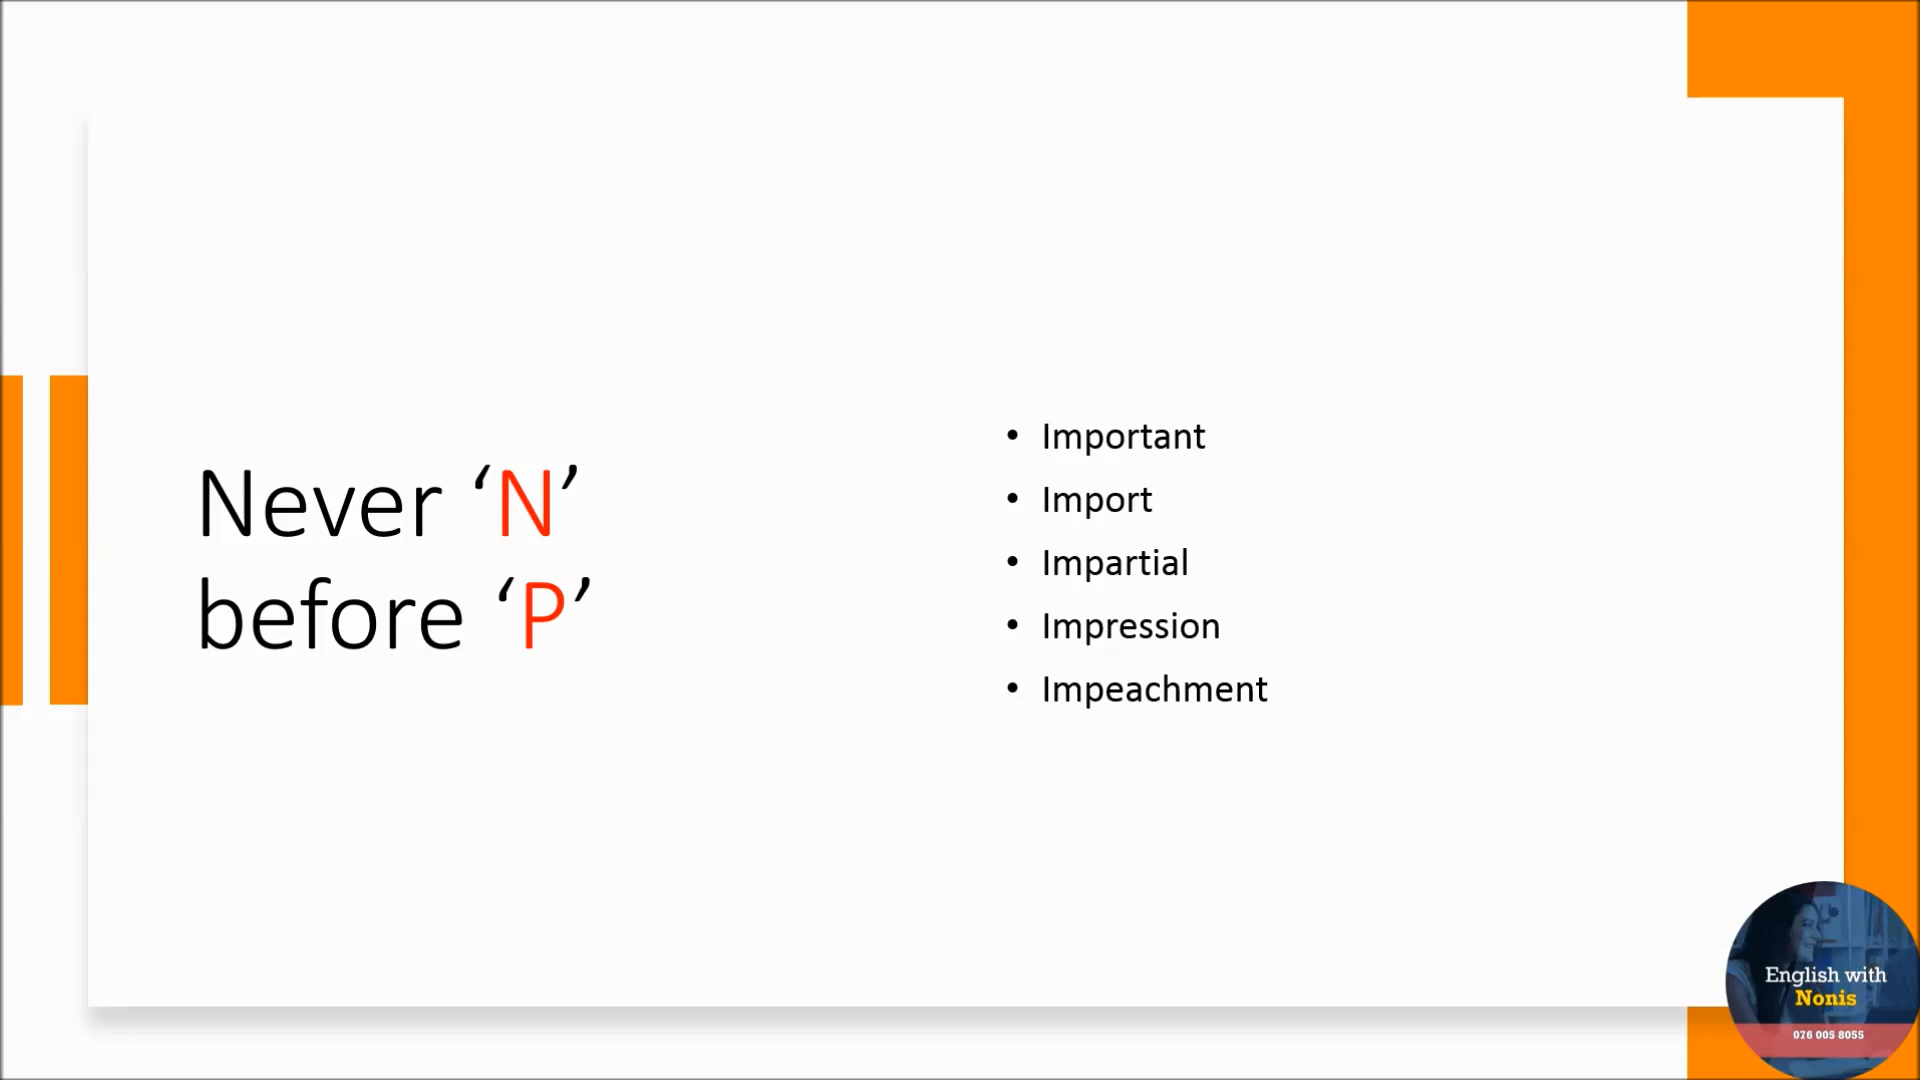 Never ‘N’
before ‘P’
• Important
• Import
• Impartial
• Impression
• Impeachment
English with
Nonis
076 005 8055